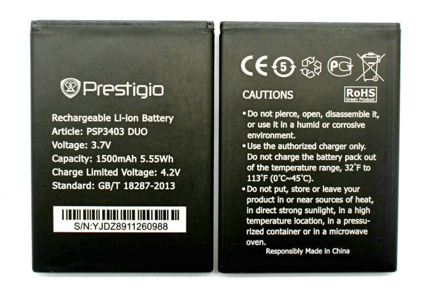 Prestigio
Rechargeable Li-ion Battery
Article: PSP3403 DUO
Voltage: 3.7V
Capacity: 1500mAh 5.55Wh
Charge Limited Voltage: 4.2V
Standard: GB/T 18287-2013
S/N:YJDZ8911260988
CE 5 PG
RoHS
Green Product
CAUTIONS
•Do not pierce, open, disassemble it,
or use it in a humid or corrosive
environment.
•Use the authorized charger only.
Do not charge the battery pack out
of the temperature range, 32°F to
113°F (0°C~45°C).
•Do not put, store or leave your
product in or near sources of heat,
in direct strong sunlight, in a high
temperature location, in a pressu-
rized container or in a microwave
oven.
Responsibly Made in China